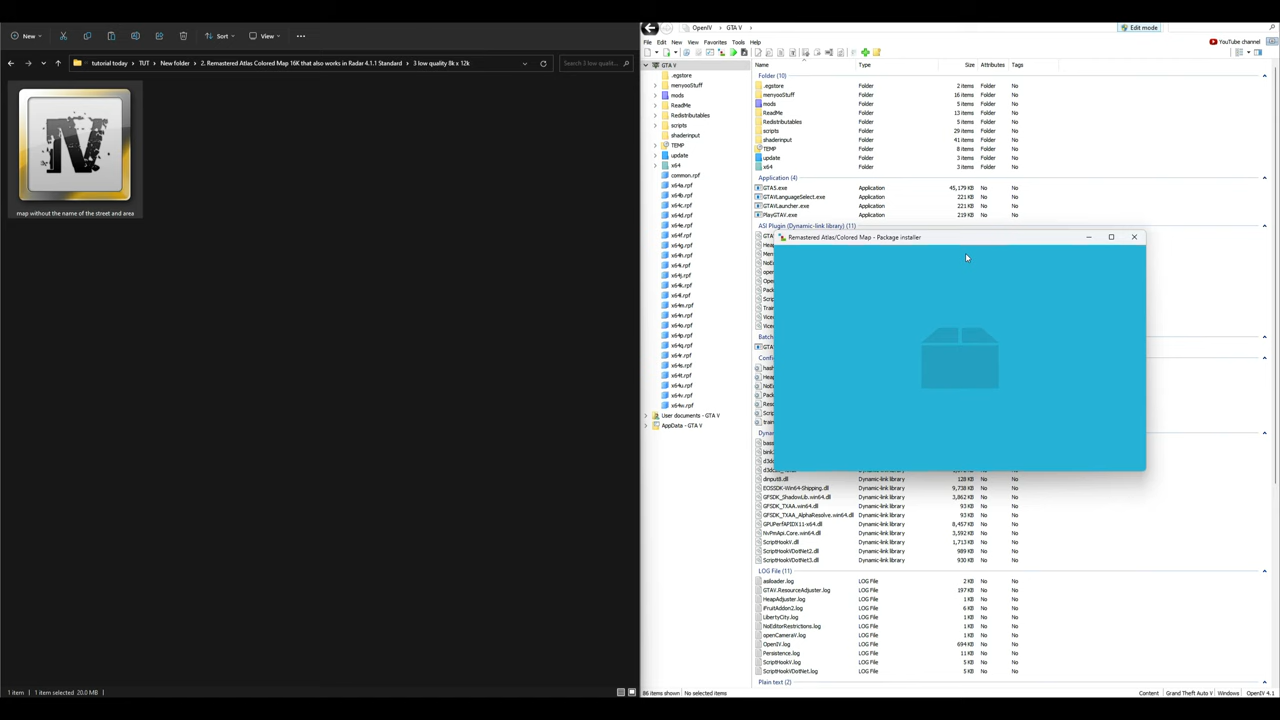 New
Sort
View
tutorial today > TUT > 2. Remastered Atlas Colored Map 16K that also works in Radar 4.1.1 Standard > 3 low quality 8k x 12k
Search 3 low quali...
N
map without the name of the street and area
1 item | 1 item selected 20.0 MB |
OpenIV > GTA V >
Edit mode
File Edit New View Favorites Tools Help
YouTube channel
GTA V
.egstore
menyooStuff
mods
ReadMe
Redistributables
scripts
shaderinput
TEMP
update
x64
common.rpf
x64a.rpf
x64b.rpf
x64c.rpf
x64d.rpf
x64e.rpf
x64f.rpf
x64g.rpf
x64h.rpf
x64i.rpf
x64j.rpf
x64k.rpf
x64l.rpf
x64m.rpf
x64n.rpf
x64o.rpf
x64p.rpf
x64q.rpf
x64r.rpf
x64s.rpf
x64t.rpf
x64u.rpf
x64v.rpf
x64w.rpf
User documents - GTA V
AppData - GTA V
Name Type Size Attributes Tags
Folder (10)
.egstore Folder 2 items No No
menyooStuff Folder 16 items No No
mods Folder 5 items No No
ReadMe Folder 13 items No No
Redistributables Folder 5 items No No
scripts Folder 29 items No No
shaderinput Folder 41 items No No
TEMP Folder 8 items No No
update Folder 3 items No No
x64 Folder 3 items No No
Application (4)
GTA5.exe Application 45,179 KB No No
GTAVLanguageSelect.exe Application 221 KB No No
GTAVLauncher.exe Application 221 KB No No
PlayGTAV.exe Application 219 KB No No
ASI Plugin (Dynamic-link library) (11)
Remastered Atlas/Colored Map - Package installer
dinput8.dll Dynamic-link library 128 KB No No
EOSSDK-Win64-Shipping.dll Dynamic-link library 9,738 KB No No
GFSDK_ShadowLib.win64.dll Dynamic-link library 3,862 KB No No
GFSDK_TXAA.win64.dll Dynamic-link library 93 KB No No
GFSDK_TXAA_AlphaResolve.win64.dll Dynamic-link library 93 KB No No
GPUPerfAPIDX11-x64.dll Dynamic-link library 8,457 KB No No
NvPmApi.Core.win64.dll Dynamic-link library 3,592 KB No No
ScriptHookV.dll Dynamic-link library 1,713 KB No No
ScriptHookVDotNet2.dll Dynamic-link library 989 KB No No
ScriptHookVDotNet3.dll Dynamic-link library 930 KB No No
LOG File (11)
asiloader.log LOG File 2 KB No No
GTAV.ResourceAdjuster.log LOG File 197 KB No No
HeapAdjuster.log LOG File 1 KB No No
iFruitAddon2.log LOG File 6 KB No No
LibertyCity.log LOG File 1 KB No No
NoEditorRestrictions.log LOG File 1 KB No No
openCameraV.log LOG File 1 KB No No
OpenIV.log LOG File 694 KB No No
Persistence.log LOG File 11 KB No No
ScriptHookV.log LOG File 5 KB No No
ScriptHookVDotNet.log LOG File 5 KB No No
Plain text (2)
86 items shown | No selected items
Content | Grand Theft Auto V | Windows | OpenIV 4.1